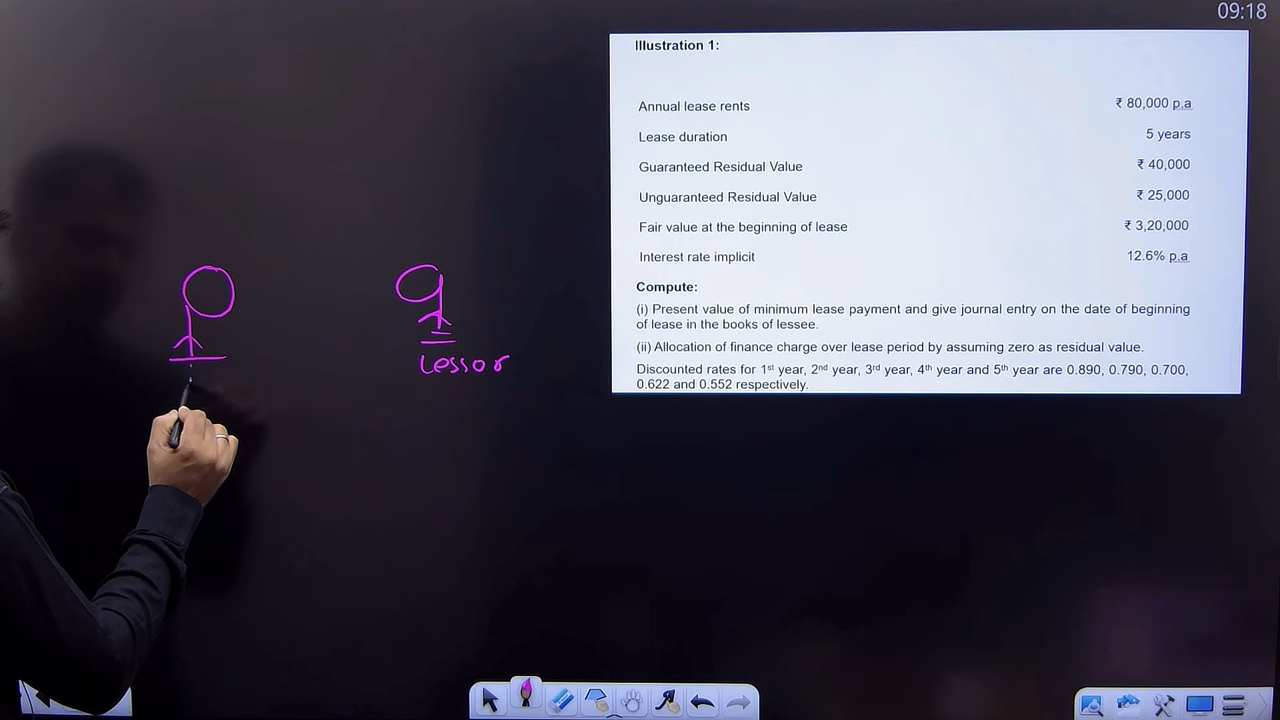 09:18
Illustration 1:
Annual lease rents ₹ 80,000 p.a
Lease duration 5 years
Guaranteed Residual Value ₹ 40,000
Unguaranteed Residual Value ₹ 25,000
Fair value at the beginning of lease ₹ 3,20,000
Interest rate implicit 12.6% p.a
Compute:
(i) Present value of minimum lease payment and give journal entry on the date of beginning
of lease in the books of lessee.
(ii) Allocation of finance charge over lease period by assuming zero as residual value.
Discounted rates for 1st year, 2nd year, 3rd year, 4th year and 5th year are 0.890, 0.790, 0.700,
0.622 and 0.552 respectively.
Lessor